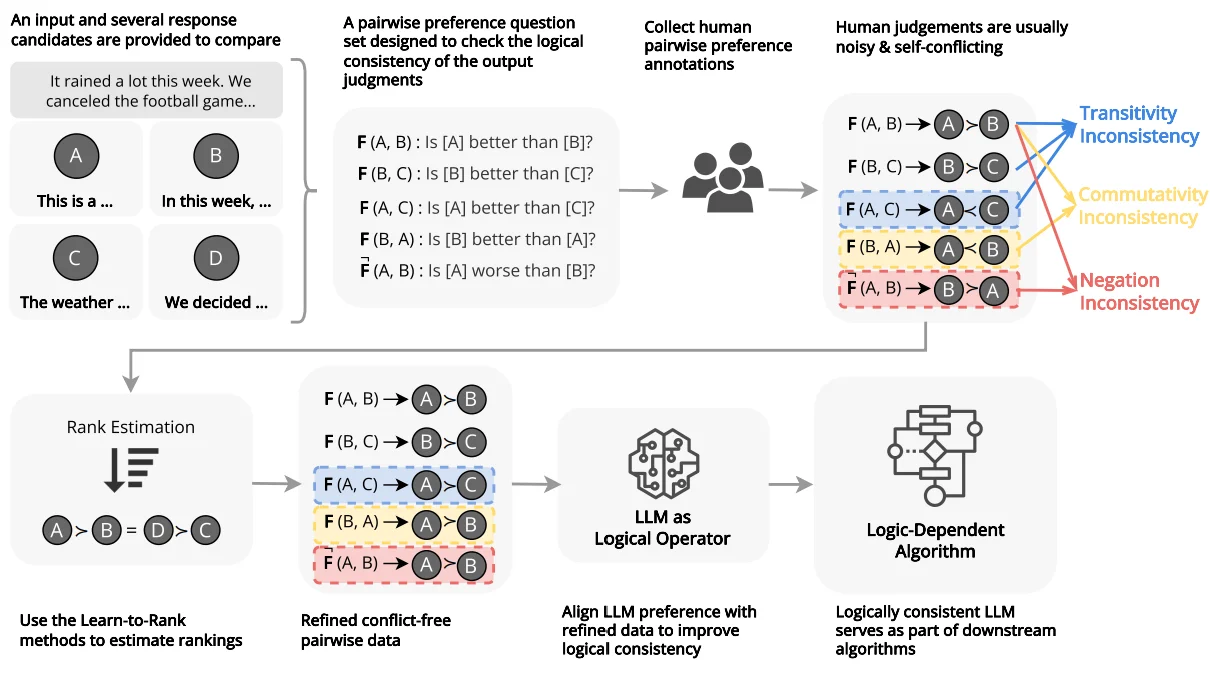 An input and several response
candidates are provided to compare
It rained a lot this week. We
canceled the football game...
A
B
This is a ...
In this week, ...
C
D
The weather ...
We decided ...
A pairwise preference question
set designed to check the logical
consistency of the output
judgments
F (A, B) : Is [A] better than [B]?
F (B, C) : Is [B] better than [C]?
F (A, C) : Is [A] better than [C]?
F (B, A) : Is [B] better than [A]?
F̚ (A, B) : Is [A] worse than [B]?
Collect human
pairwise preference
annotations
Human judgements are usually
noisy & self-conflicting
F (A, B) → A ≻ B
F (B, C) → B ≻ C
F (A, C) → A ≺ C
F (B, A) → A ≺ B
F̚ (A, B) → B ≻ A
Transitivity
Inconsistency
Commutativity
Inconsistency
Negation
Inconsistency
Rank Estimation
A ≻ B = D ≻ C
Use the Learn-to-Rank
methods to estimate rankings
F (A, B) → A ≻ B
F (B, C) → B ≻ C
F (A, C) → A ≻ C
F (B, A) → A ≻ B
F̚ (A, B) → A ≻ B
Refined conflict-free
pairwise data
LLM as
Logical Operator
Align LLM preference with
refined data to improve
logical consistency
Logic-Dependent
Algorithm
Logically consistent LLM
serves as part of downstream
algorithms